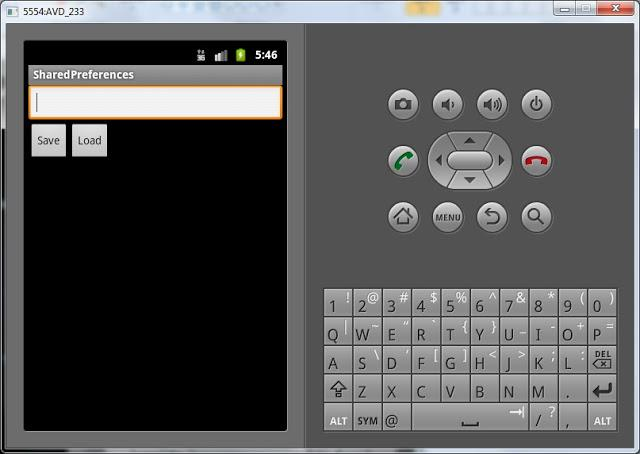 5554:AVD_233
3G 5:46
SharedPreferences
Save Load
MENU
1 ! 2 @ 3 # 4 $ 5 % 6 ^ 7 & 8 * 9 ( 0 )
Q | W ~ E " R ` T { Y } U _ I - O + P =
A S \ D ' F [ G ] H < J > K ; L : DEL
Z X C V B N M .
ALT SYM @ / ? , ALT